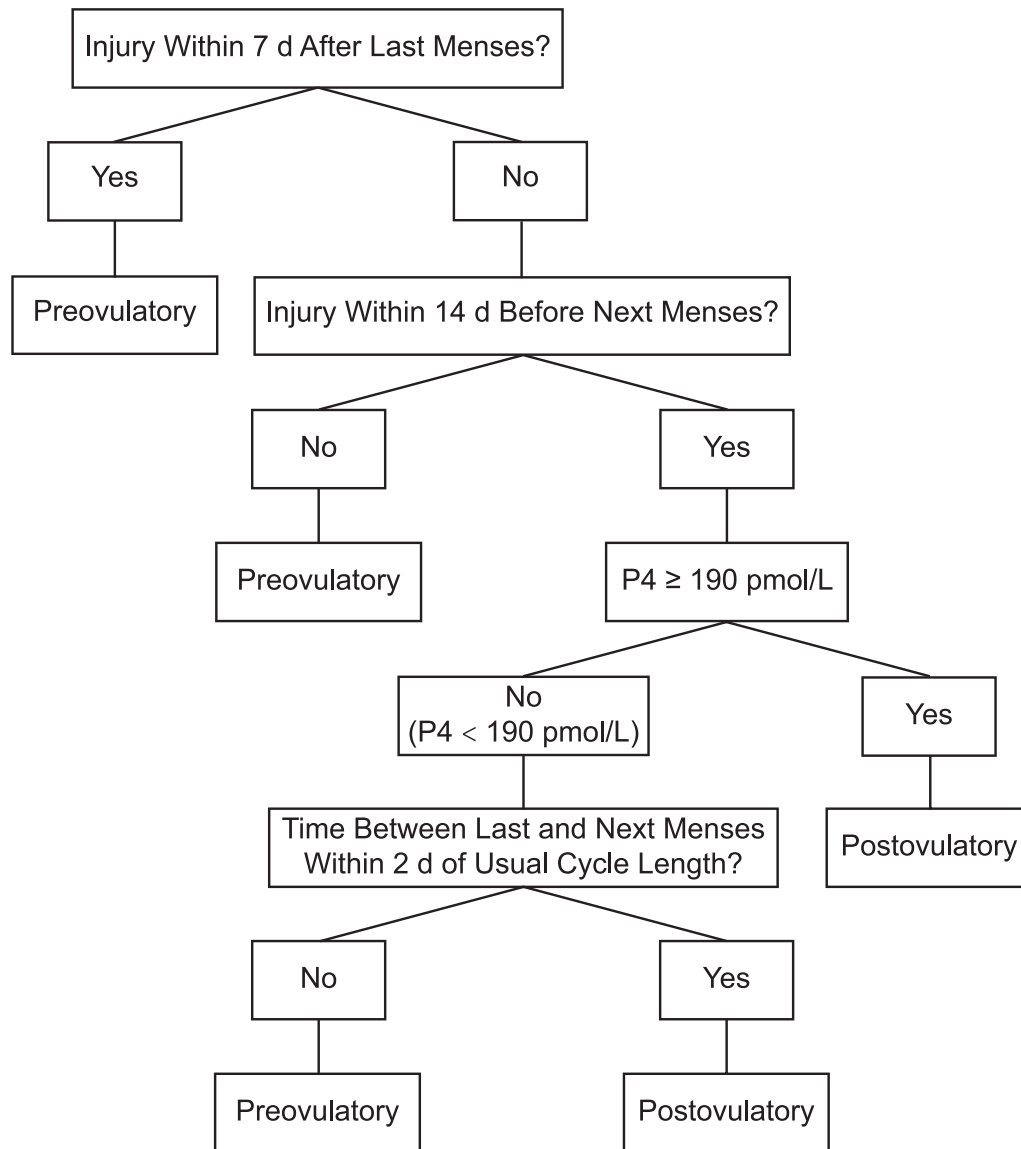 Injury Within 7 d After Last Menses?
Yes
No
Preovulatory
Injury Within 14 d Before Next Menses?
No
Yes
Preovulatory
P4 ≥ 190 pmol/L
No
(P4 < 190 pmol/L)
Yes
Time Between Last and Next Menses
Within 2 d of Usual Cycle Length?
Postovulatory
No
Yes
Preovulatory
Postovulatory